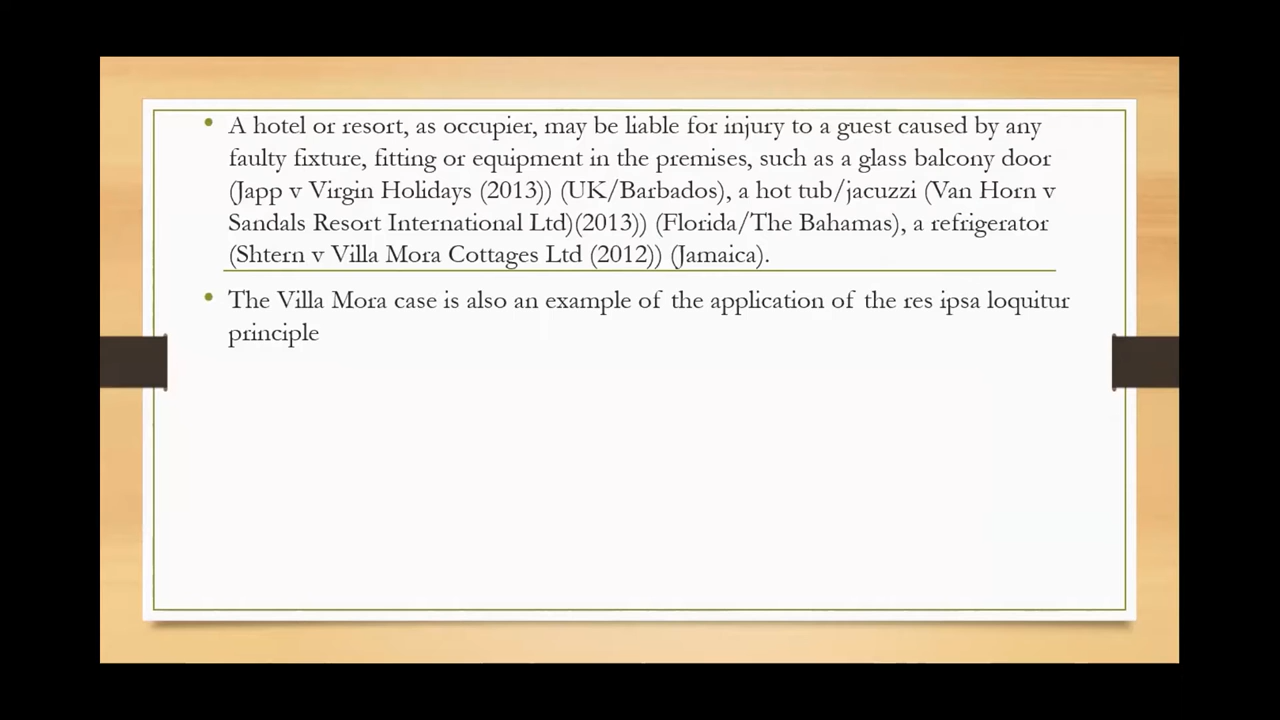 • A hotel or resort, as occupier, may be liable for injury to a guest caused by any
faulty fixture, fitting or equipment in the premises, such as a glass balcony door
(Japp v Virgin Holidays (2013)) (UK/Barbados), a hot tub/jacuzzi (Van Horn v
Sandals Resort International Ltd)(2013)) (Florida/The Bahamas), a refrigerator
(Shtern v Villa Mora Cottages Ltd (2012)) (Jamaica).
• The Villa Mora case is also an example of the application of the res ipsa loquitur
principle